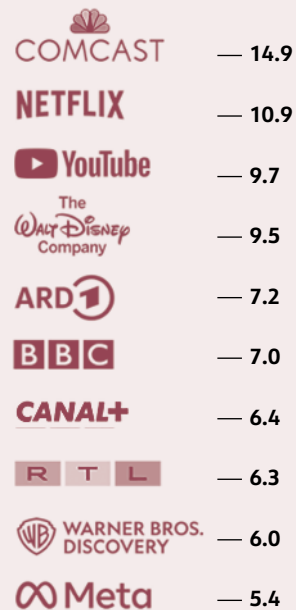 COMCAST — 14.9
NETFLIX — 10.9
YouTube — 9.7
The
WALT DISNEY — 9.5
Company
ARD 1 — 7.2
BBC — 7.0
CANAL+ — 6.4
RTL — 6.3
WB WARNER BROS.
DISCOVERY — 6.0
Meta — 5.4